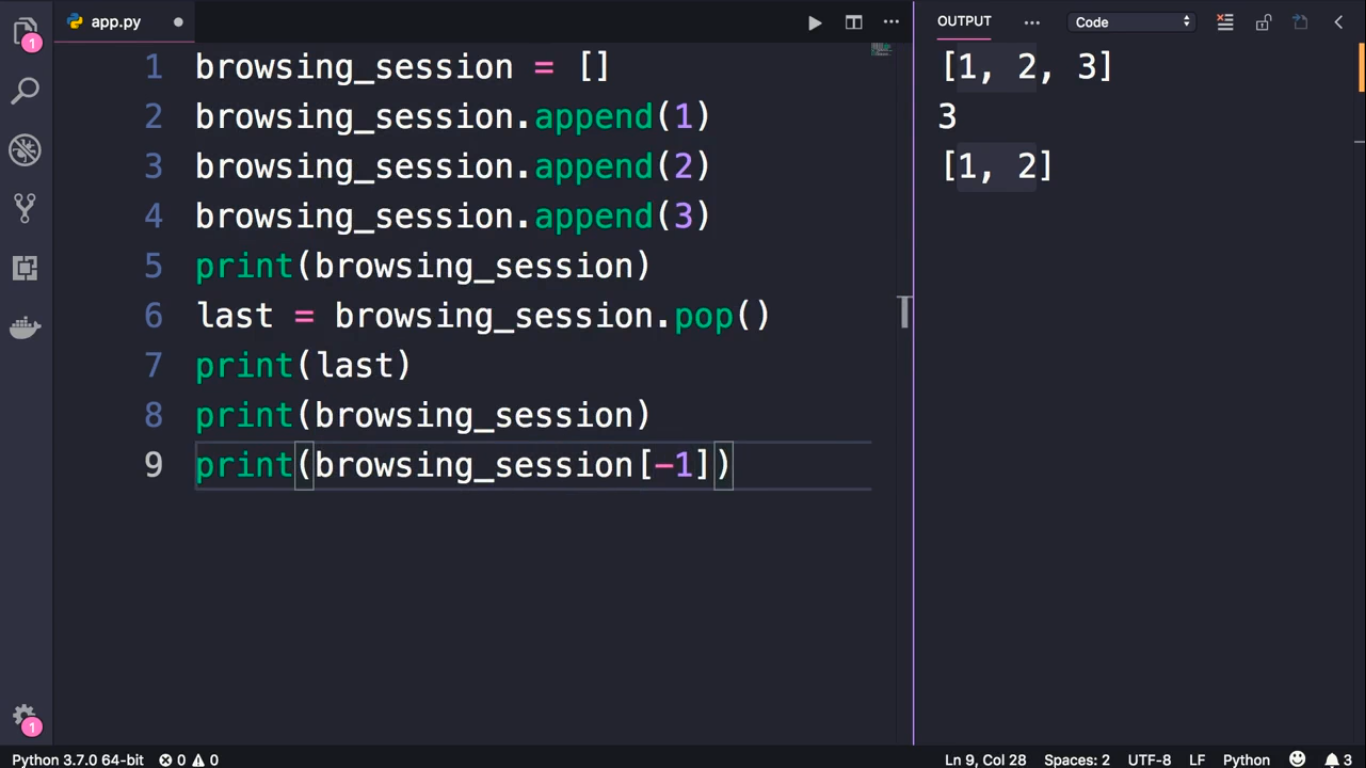 app.py
OUTPUT
Code
1
1 browsing_session = []
2 browsing_session.append(1)
3 browsing_session.append(2)
4 browsing_session.append(3)
5 print(browsing_session)
6 last = browsing_session.pop()
7 print(last)
8 print(browsing_session)
9 print(browsing_session[-1])
[1, 2, 3]
3
[1, 2]
1
Python 3.7.0 64-bit 0 0 Ln 9, Col 28 Spaces: 2 UTF-8 LF Python 3